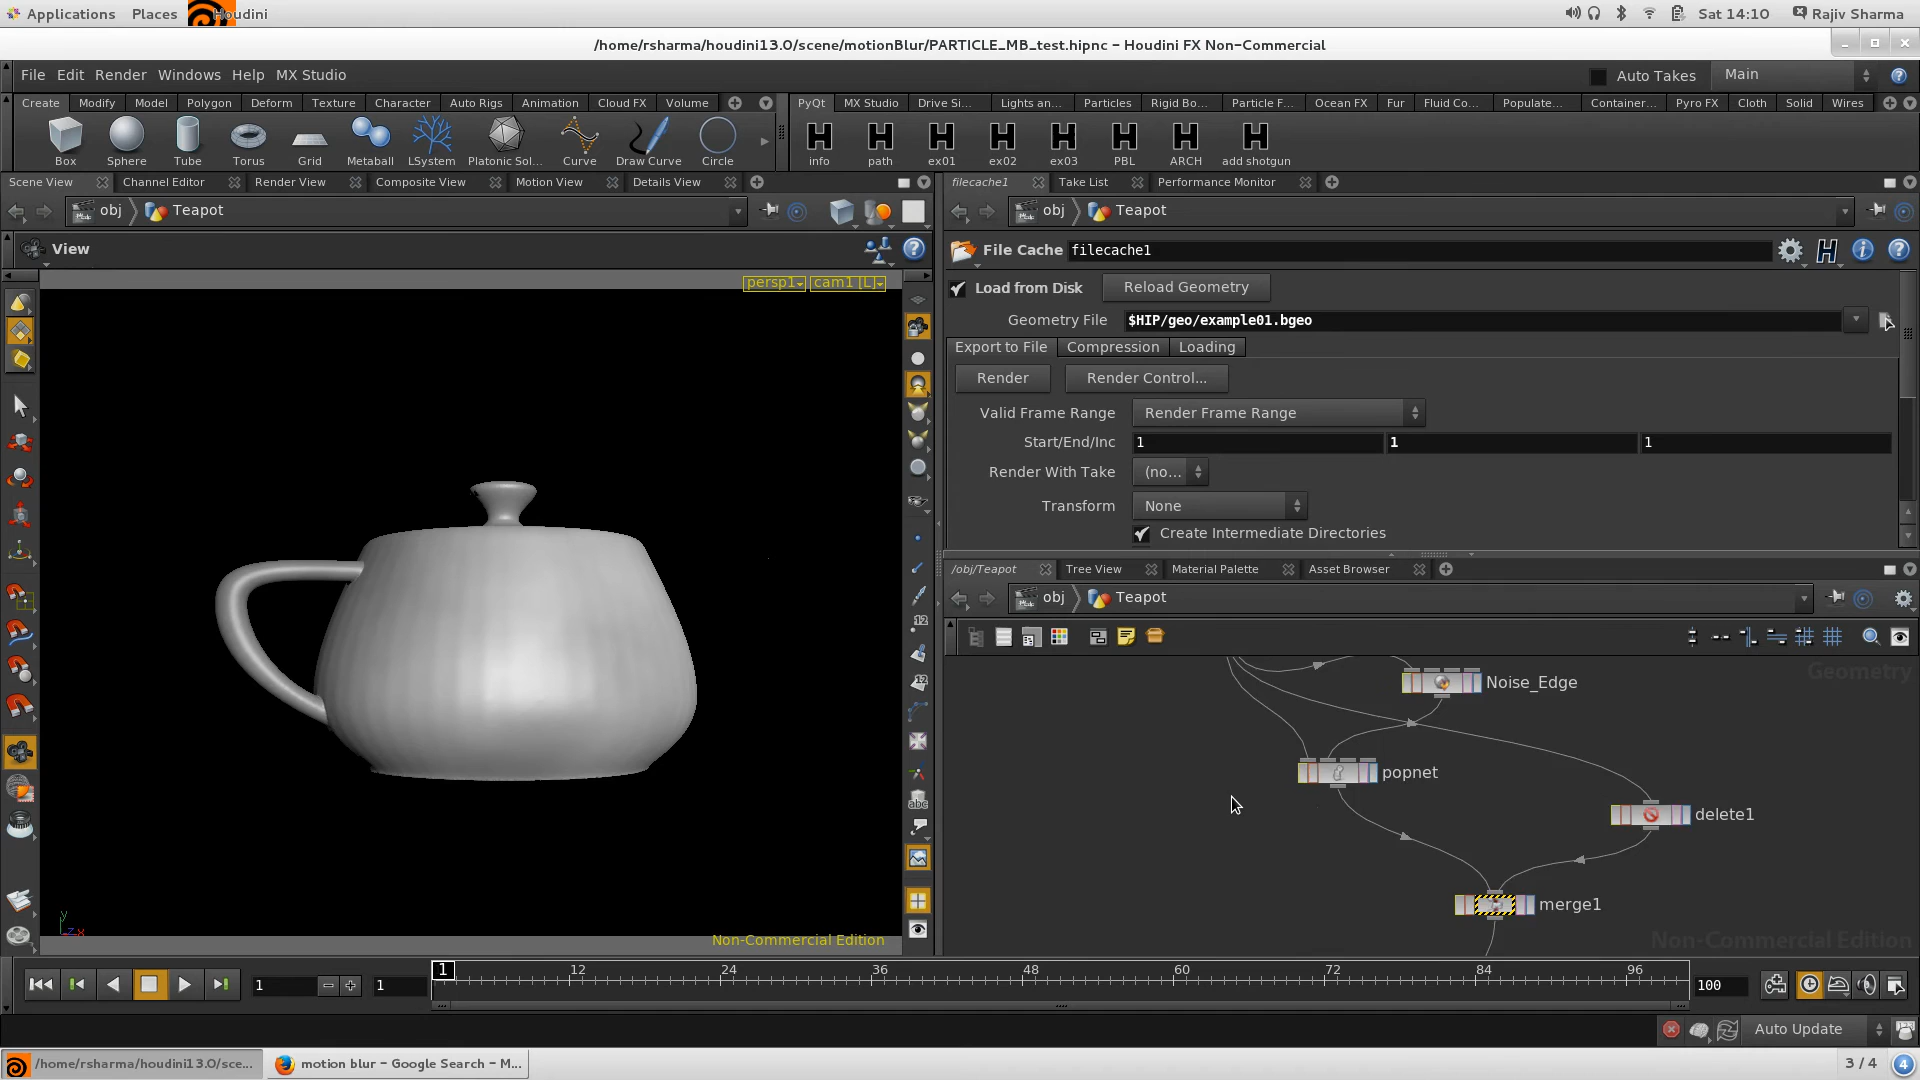 Applications Places Houdini Sat 14:10 Rajiv Sharma
/home/rsharma/houdini13.0/scene/motionBlur/PARTICLE_MB_test.hipnc - Houdini FX Non-Commercial
File Edit Render Windows Help MX Studio Auto Takes Main
Create Modify Model Polygon Deform Texture Character Auto Rigs Animation Cloud FX Volume
PyQt MX Studio Drive Si... Lights an... Particles Rigid Bo... Particle F... Ocean FX Fur Fluid Co... Populate... Container... Pyro FX Cloth Solid Wires
Box Sphere Tube Torus Grid Metaball LSystem Platonic Sol... Curve Draw Curve Circle
info path ex01 ex02 ex03 PBL ARCH add shotgun
Scene View Channel Editor Render View Composite View Motion View Details View
filecache1 Take List Performance Monitor
obj Teapot
obj Teapot
View
File Cache filecache1
persp1 cam1 [L]
Load from Disk Reload Geometry
Geometry File $HIP/geo/example01.bgeo
Export to File Compression Loading
Render Render Control...
Valid Frame Range Render Frame Range
Start/End/Inc 1 1 1
Render With Take (no...
Transform None
Create Intermediate Directories
/obj/Teapot Tree View Material Palette Asset Browser
obj Teapot
12
12
abc
Geometry
Noise_Edge
popnet
delete1
merge1
y
z x
Non-Commercial Edition
Non-Commercial Edition
1 1 1 12 24 36 48 60 72 84 96 100
Auto Update
/home/rsharma/houdini13.0/sce... motion blur - Google Search - M... 3 / 4 4